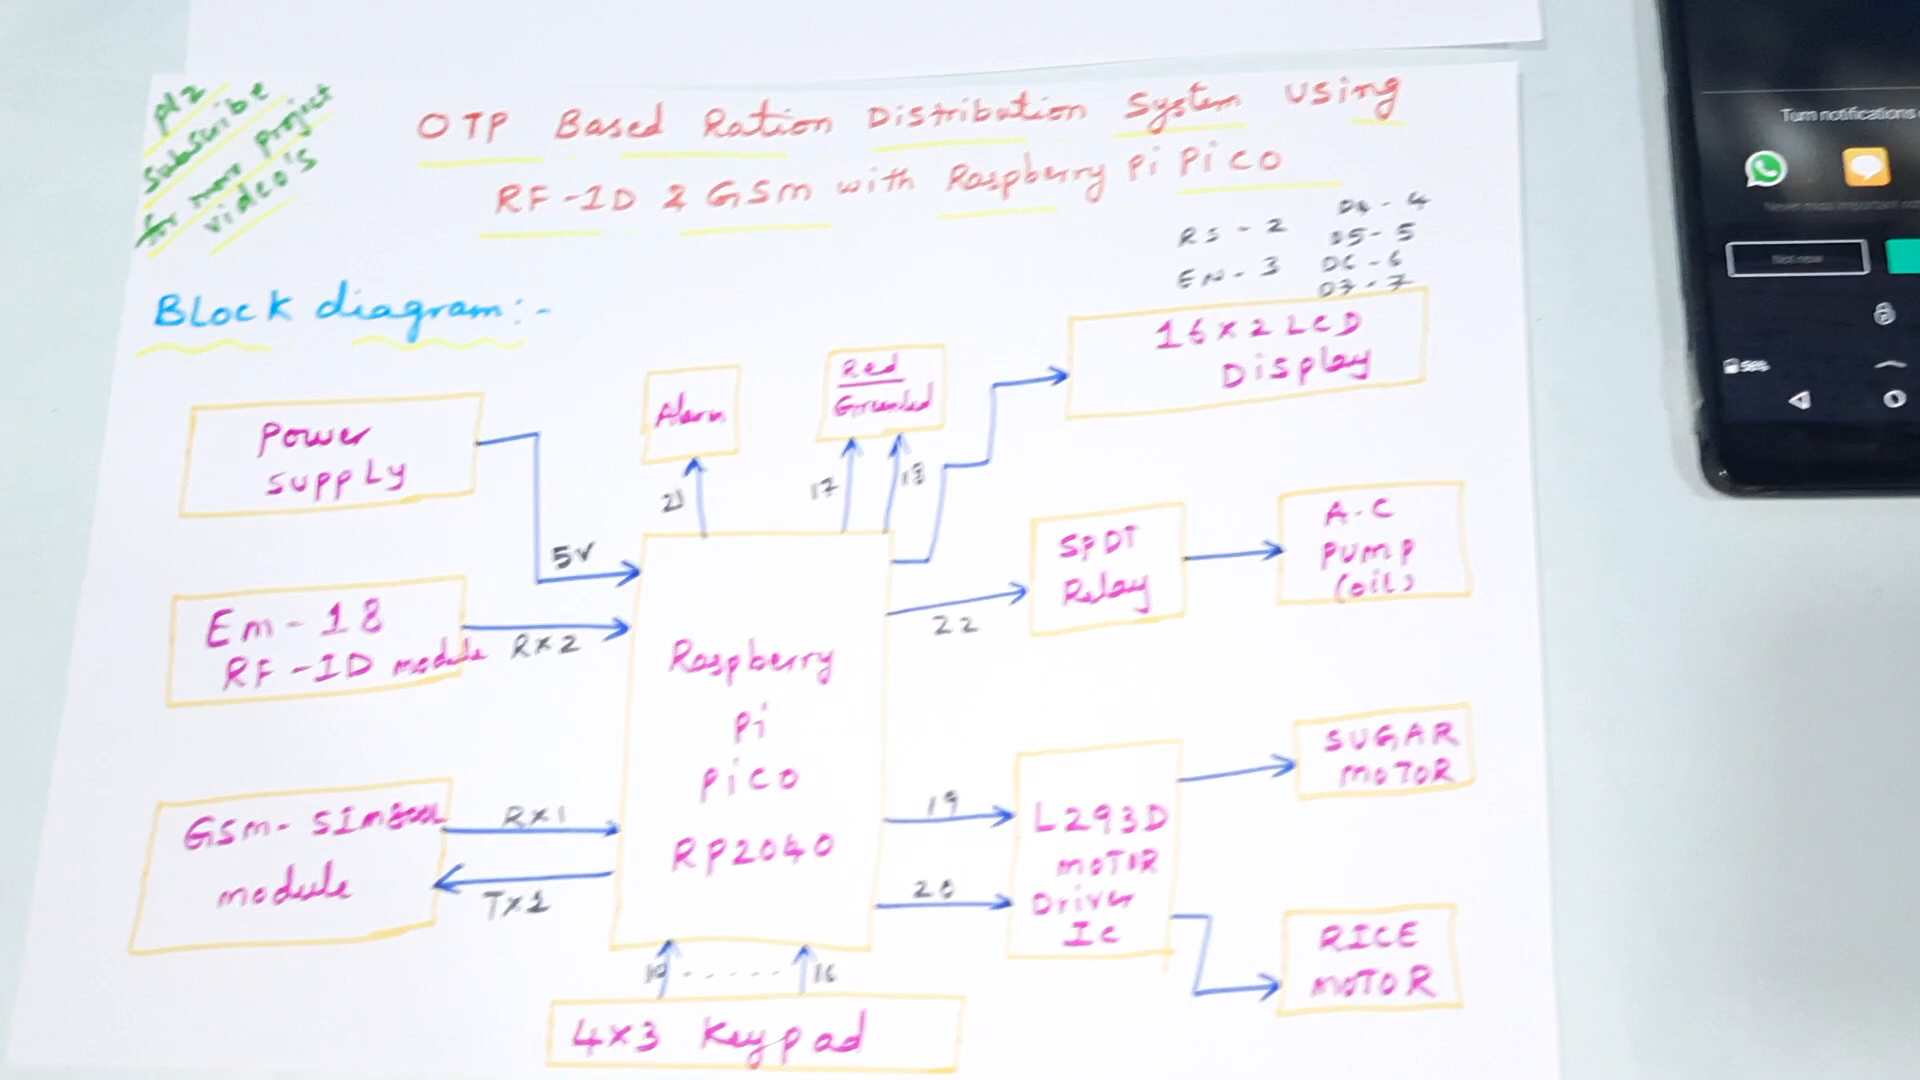 Plz
Subscribe
for more Project
video's
OTP Based Ration Distribution System using
RF-ID & GSM with Raspberry Pi Pico
RS - 2
EN - 3
D4 - 4
D5 - 5
D6 - 6
D7 - 7
Block diagram:-
16x2 LCD
Display
Alarm
21
Red
17
18
Power
supply
5V
Em-18
RF-ID module
RX2
Raspberry
Pi
Pico
RP2040
22
SPDT
Relay
A.C
pump
(oil)
Gsm-SIM800L
module
RX1
TX1
19
20
L293D
MOTOR
Driver
Ic
SUGAR
MOTOR
RICE
MOTOR
10 ..... 16
4x3 Keypad
Turn notifications
Not now
58%